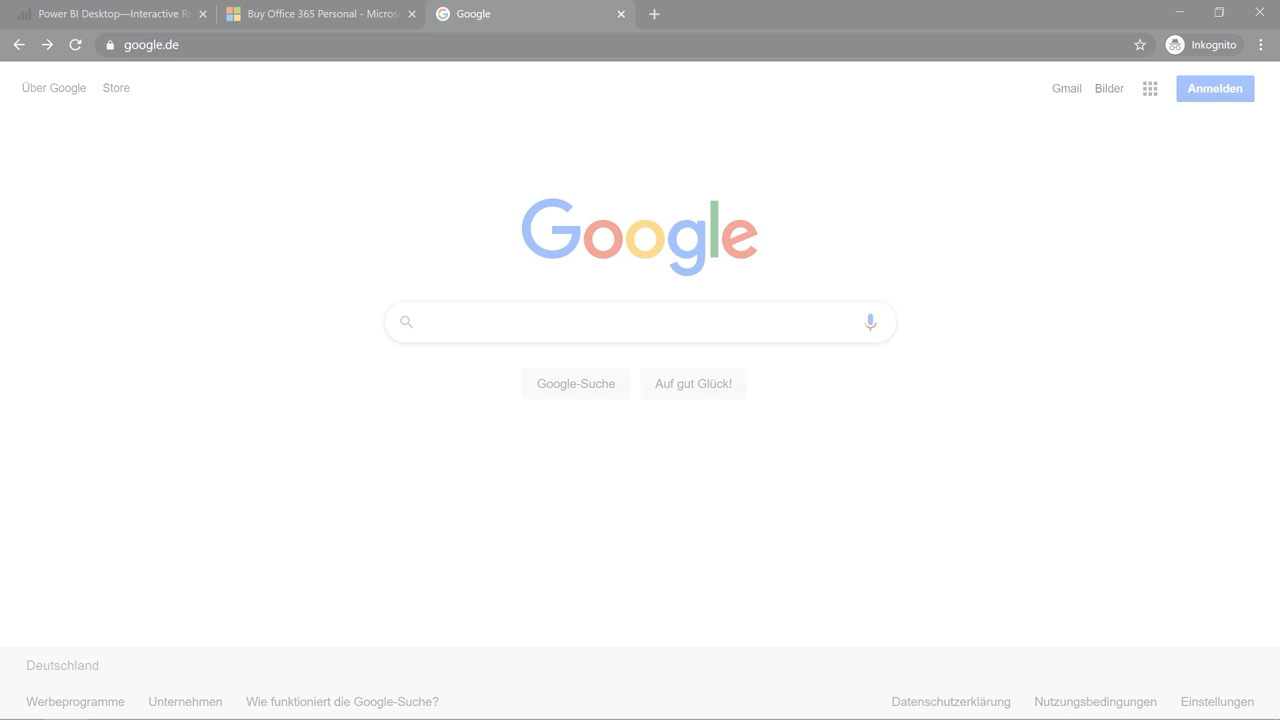 Power BI Desktop—Interactive R
Buy Office 365 Personal - Micros
Google
google.de
Inkognito
Über Google
Store
Gmail
Bilder
Anmelden
Google
Google-Suche
Auf gut Glück!
Deutschland
Werbeprogramme
Unternehmen
Wie funktioniert die Google-Suche?
Datenschutzerklärung
Nutzungsbedingungen
Einstellungen